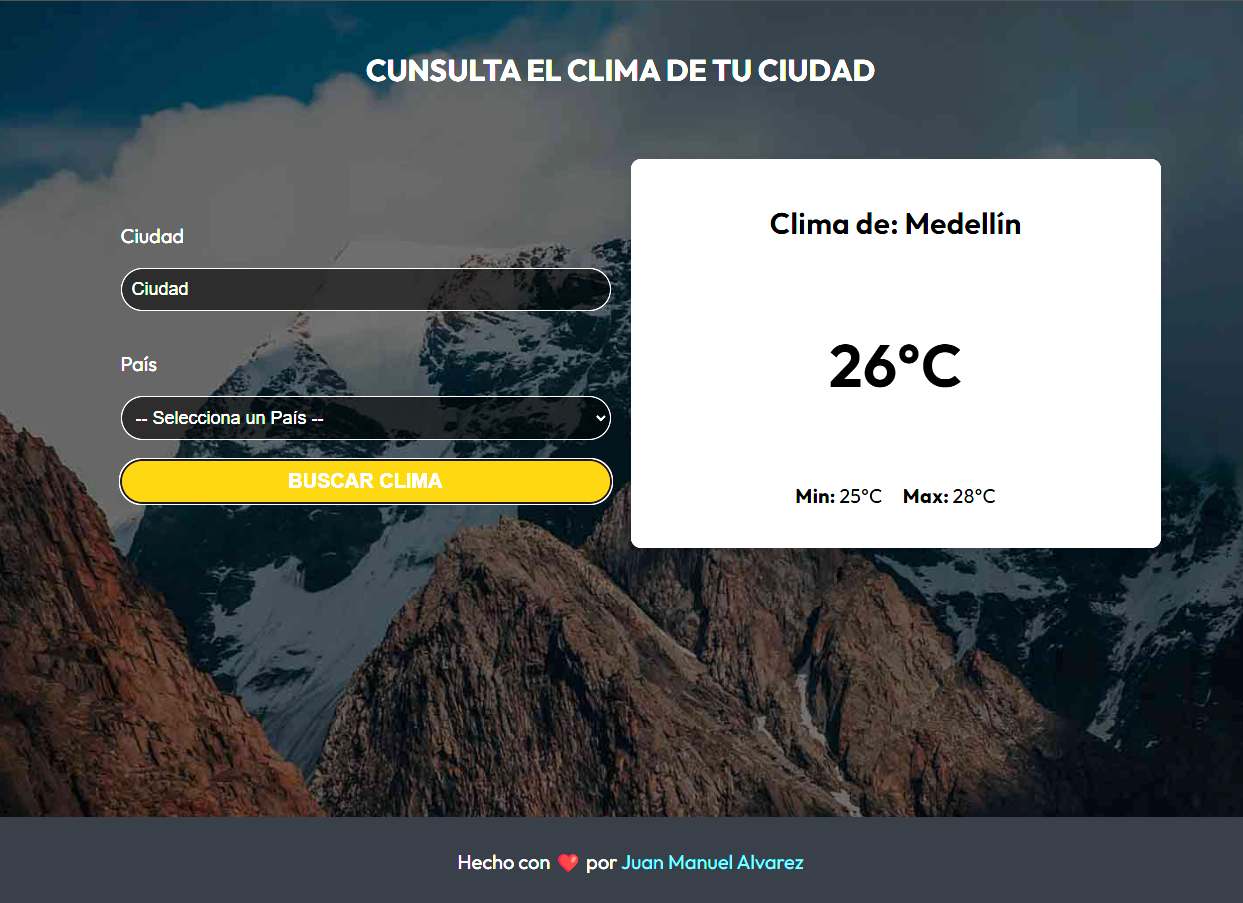 CUNSULTA EL CLIMA DE TU CIUDAD
Ciudad
Ciudad
País
-- Selecciona un País --
BUSCAR CLIMA
Clima de: Medellín
26°C
Min: 25°C Max: 28°C
Hecho con ❤️ por Juan Manuel Alvarez